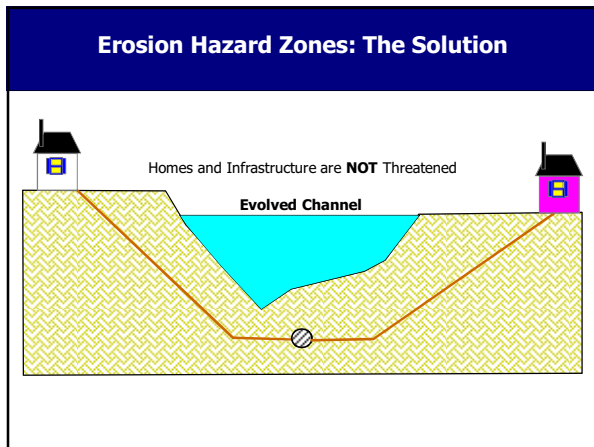 Erosion Hazard Zones: The Solution
Homes and Infrastructure are NOT Threatened
Evolved Channel